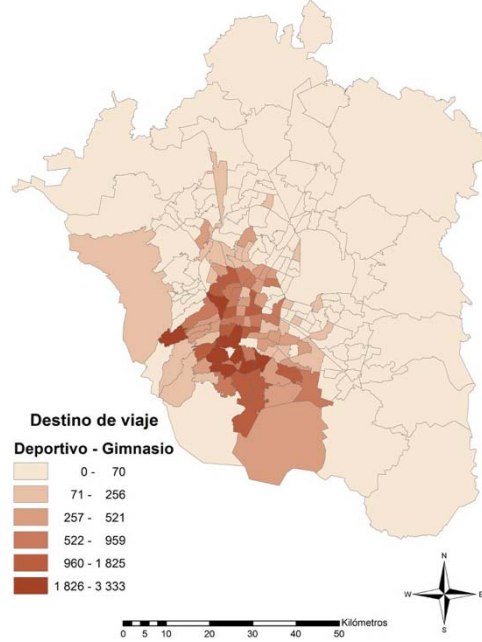 Destino de viaje
Deportivo - Gimnasio
0 - 70
71 - 256
257 - 521
522 - 959
960 - 1 825
1 826 - 3 333
N
W E
S
Kilómetros
0 5 10 20 30 40 50